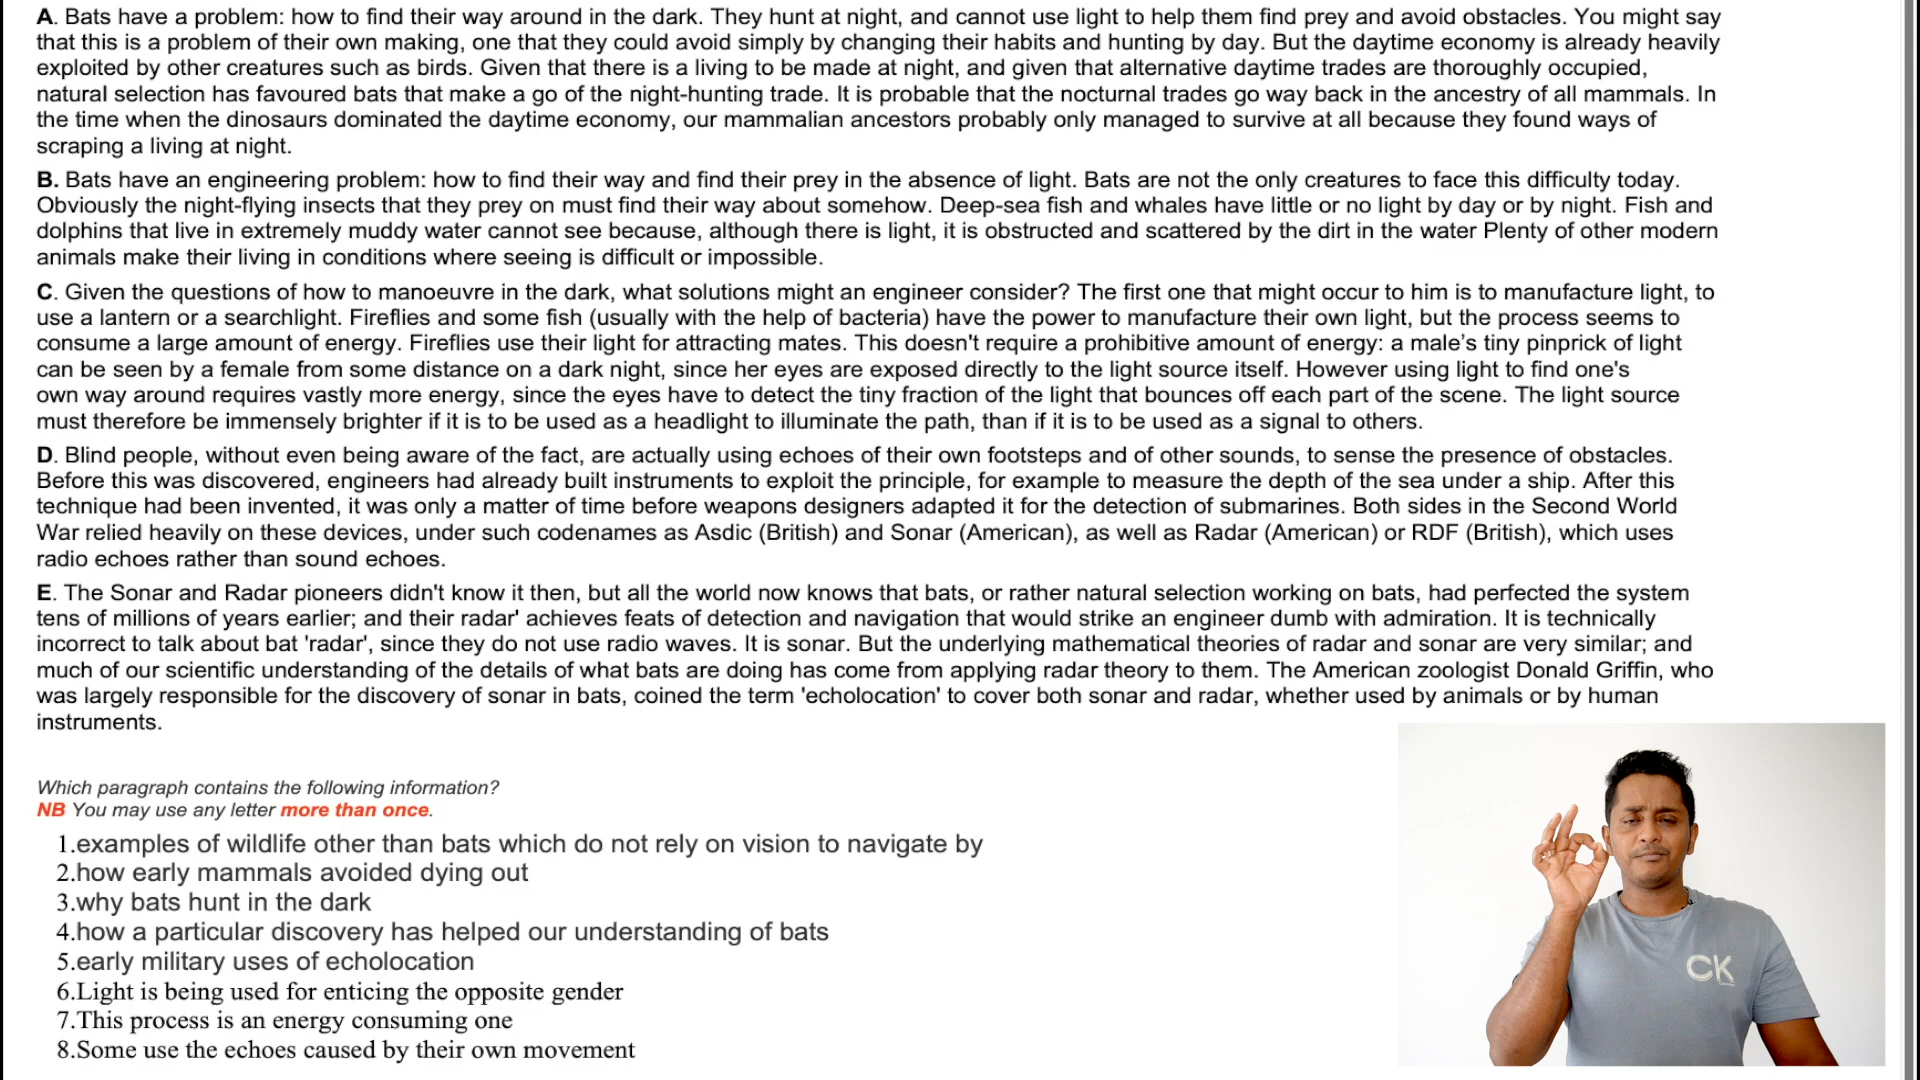 A. Bats have a problem: how to find their way around in the dark. They hunt at night, and cannot use light to help them find prey and avoid obstacles. You might say
that this is a problem of their own making, one that they could avoid simply by changing their habits and hunting by day. But the daytime economy is already heavily
exploited by other creatures such as birds. Given that there is a living to be made at night, and given that alternative daytime trades are thoroughly occupied,
natural selection has favoured bats that make a go of the night-hunting trade. It is probable that the nocturnal trades go way back in the ancestry of all mammals. In
the time when the dinosaurs dominated the daytime economy, our mammalian ancestors probably only managed to survive at all because they found ways of
scraping a living at night.
B. Bats have an engineering problem: how to find their way and find their prey in the absence of light. Bats are not the only creatures to face this difficulty today.
Obviously the night-flying insects that they prey on must find their way about somehow. Deep-sea fish and whales have little or no light by day or by night. Fish and
dolphins that live in extremely muddy water cannot see because, although there is light, it is obstructed and scattered by the dirt in the water Plenty of other modern
animals make their living in conditions where seeing is difficult or impossible.
C. Given the questions of how to manoeuvre in the dark, what solutions might an engineer consider? The first one that might occur to him is to manufacture light, to
use a lantern or a searchlight. Fireflies and some fish (usually with the help of bacteria) have the power to manufacture their own light, but the process seems to
consume a large amount of energy. Fireflies use their light for attracting mates. This doesn't require a prohibitive amount of energy: a male's tiny pinprick of light
can be seen by a female from some distance on a dark night, since her eyes are exposed directly to the light source itself. However using light to find one's
own way around requires vastly more energy, since the eyes have to detect the tiny fraction of the light that bounces off each part of the scene. The light source
must therefore be immensely brighter if it is to be used as a headlight to illuminate the path, than if it is to be used as a signal to others.
D. Blind people, without even being aware of the fact, are actually using echoes of their own footsteps and of other sounds, to sense the presence of obstacles.
Before this was discovered, engineers had already built instruments to exploit the principle, for example to measure the depth of the sea under a ship. After this
technique had been invented, it was only a matter of time before weapons designers adapted it for the detection of submarines. Both sides in the Second World
War relied heavily on these devices, under such codenames as Asdic (British) and Sonar (American), as well as Radar (American) or RDF (British), which uses
radio echoes rather than sound echoes.
E. The Sonar and Radar pioneers didn't know it then, but all the world now knows that bats, or rather natural selection working on bats, had perfected the system
tens of millions of years earlier; and their radar' achieves feats of detection and navigation that would strike an engineer dumb with admiration. It is technically
incorrect to talk about bat 'radar', since they do not use radio waves. It is sonar. But the underlying mathematical theories of radar and sonar are very similar; and
much of our scientific understanding of the details of what bats are doing has come from applying radar theory to them. The American zoologist Donald Griffin, who
was largely responsible for the discovery of sonar in bats, coined the term 'echolocation' to cover both sonar and radar, whether used by animals or by human
instruments.
Which paragraph contains the following information?
NB You may use any letter more than once.
1.examples of wildlife other than bats which do not rely on vision to navigate by
2.how early mammals avoided dying out
3.why bats hunt in the dark
4.how a particular discovery has helped our understanding of bats
5.early military uses of echolocation
6.Light is being used for enticing the opposite gender
7.This process is an energy consuming one
8.Some use the echoes caused by their own movement
CK